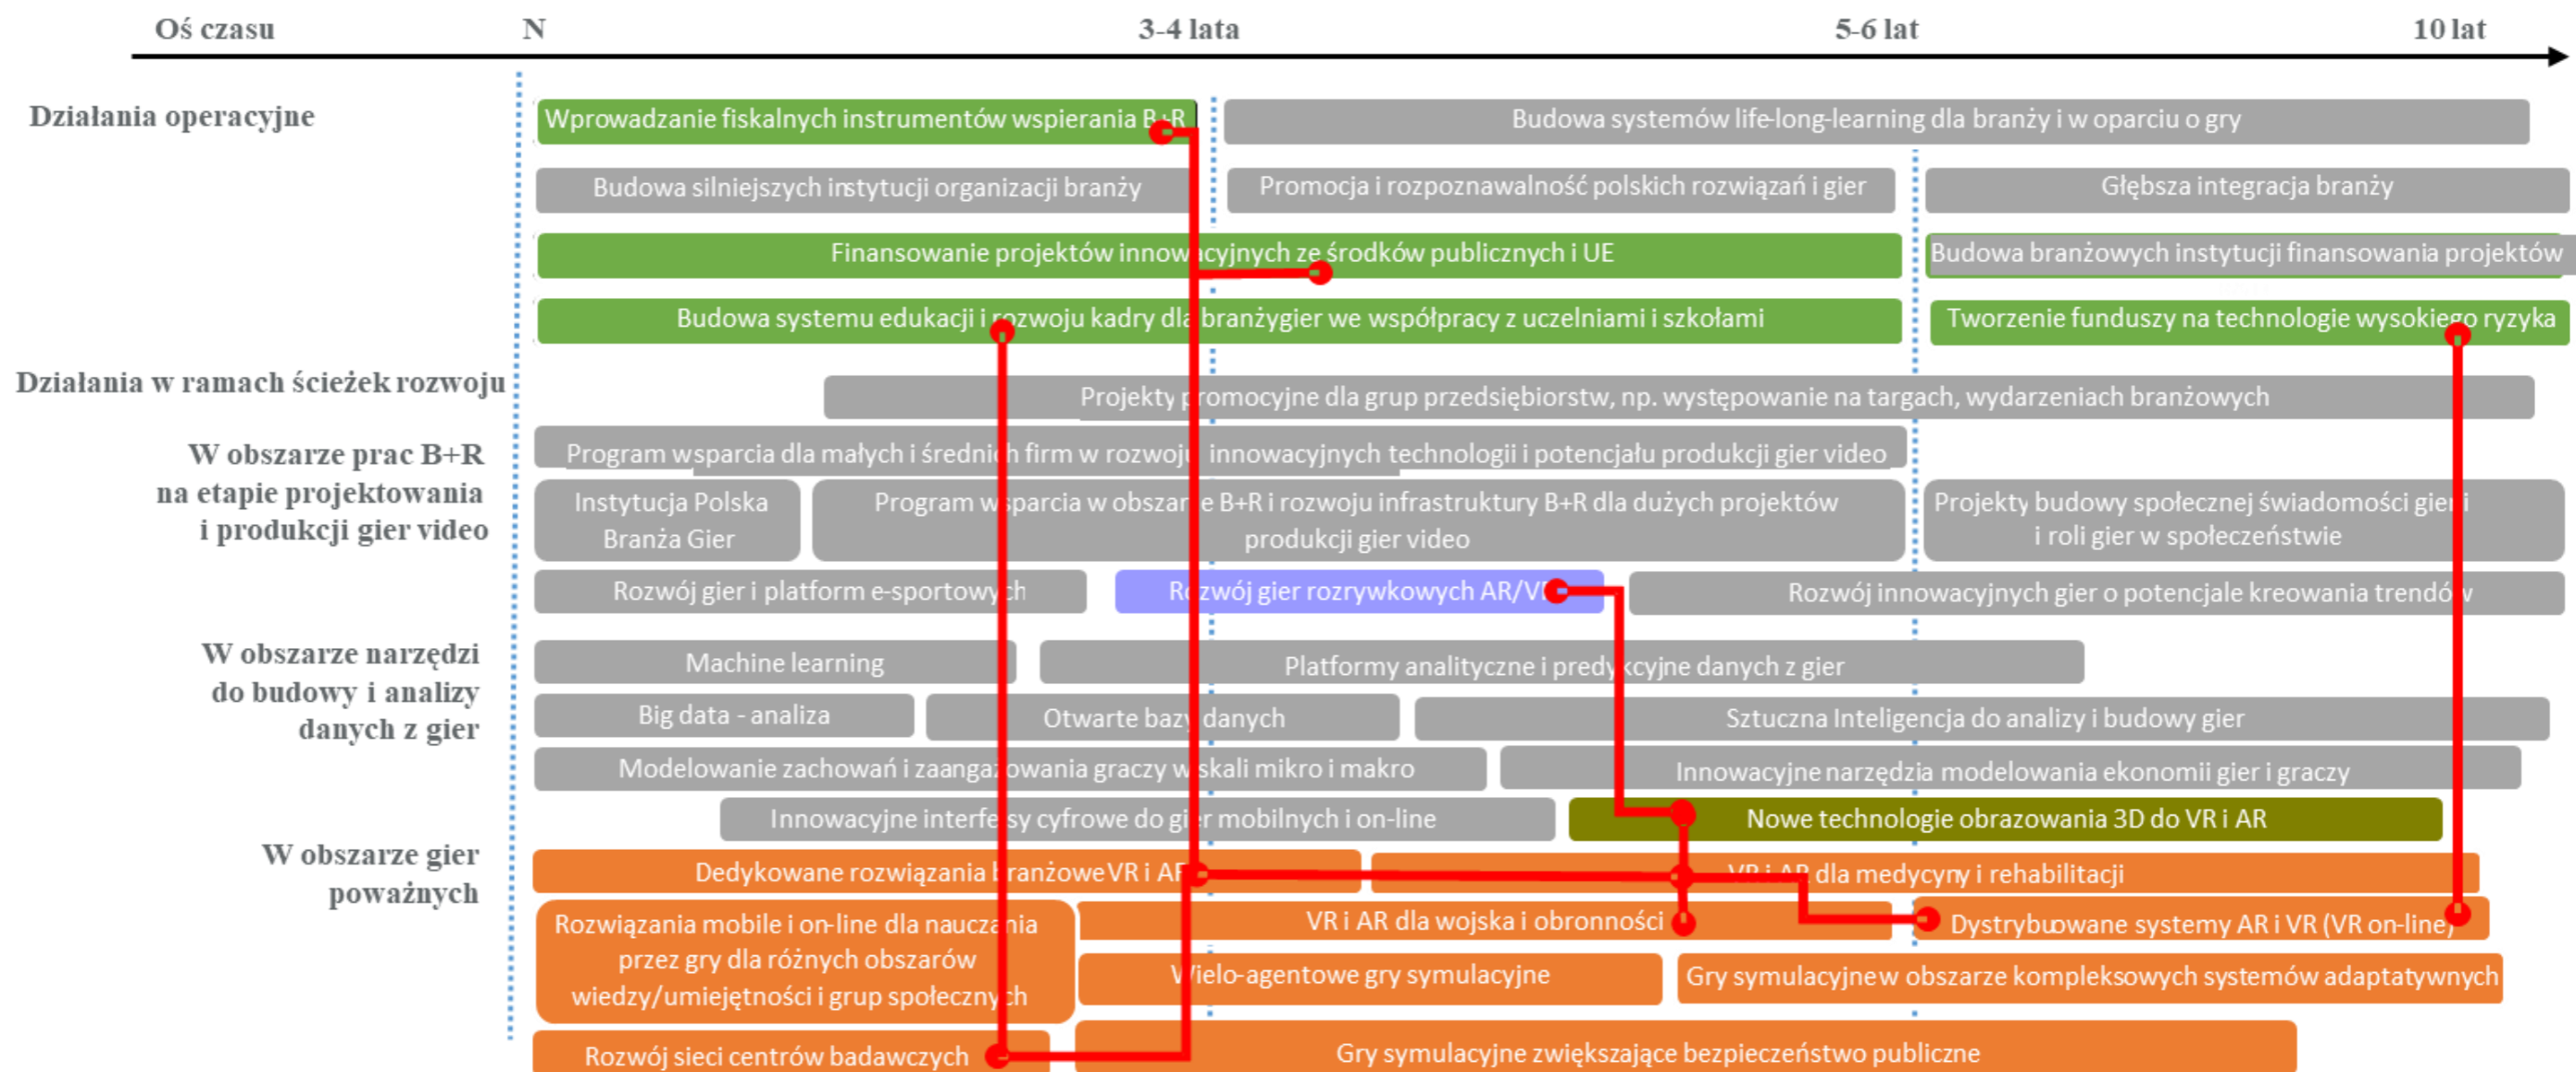 Oś czasu N 3-4 lata 5-6 lat 10 lat
Działania operacyjne
Wprowadzanie fiskalnych instrumentów wspierania B+R
Budowa systemów life-long-learning dla branży i w oparciu o gry
Budowa silniejszych instytucji organizacji branży
Promocja i rozpoznawalność polskich rozwiązań i gier
Głębsza integracja branży
Finansowanie projektów innowacyjnych ze środków publicznych i UE
Budowa branżowych instytucji finansowania projektów
Budowa systemu edukacji i rozwoju kadry dla branżygier we współpracy z uczelniami i szkołami
Tworzenie funduszy na technologie wysokiego ryzyka
Działania w ramach ścieżek rozwoju
Projekty promocyjne dla grup przedsiębiorstw, np. występowanie na targach, wydarzeniach branżowych
W obszarze prac B+R
na etapie projektowania
i produkcji gier video
Program wsparcia dla małych i średnich firm w rozwoju innowacyjnych technologii i potencjału produkcji gier video
Instytucja Polska
Branża Gier
Program wsparcia w obszarze B+R i rozwoju infrastruktury B+R dla dużych projektów
produkcji gier video
Projekty budowy społecznej świadomości gier i
i roli gier w społeczeństwie
Rozwój gier i platform e-sportowych
Rozwój gier rozrywkowych AR/VR
Rozwój innowacyjnych gier o potencjale kreowania trendów
W obszarze narzędzi
do budowy i analizy
danych z gier
Machine learning
Platformy analityczne i predykcyjne danych z gier
Big data - analiza
Otwarte bazy danych
Sztuczna Inteligencja do analizy i budowy gier
Modelowanie zachowań i zaangazowania graczy w skali mikro i makro
Innowacyjne narzędzia modelowania ekonomii gier i graczy
Innowacyjne interfejsy cyfrowe do gier mobilnych i on-line
Nowe technologie obrazowania 3D do VR i AR
W obszarze gier
poważnych
Dedykowane rozwiązania branżowe VR i AR
VR i AR dla medycyny i rehabilitacji
Rozwiązania mobile i on-line dla nauczania
przez gry dla różnych obszarów
wiedzy/umiejętności i grup społecznych
VR i AR dla wojska i obronności
Dystrybuowane systemy AR i VR (VR on-line)
Wielo-agentowe gry symulacyjne
Gry symulacyjne w obszarze kompleksowych systemów adaptatywnych
Rozwój sieci centrów badawczych
Gry symulacyjne zwiększające bezpieczeństwo publiczne